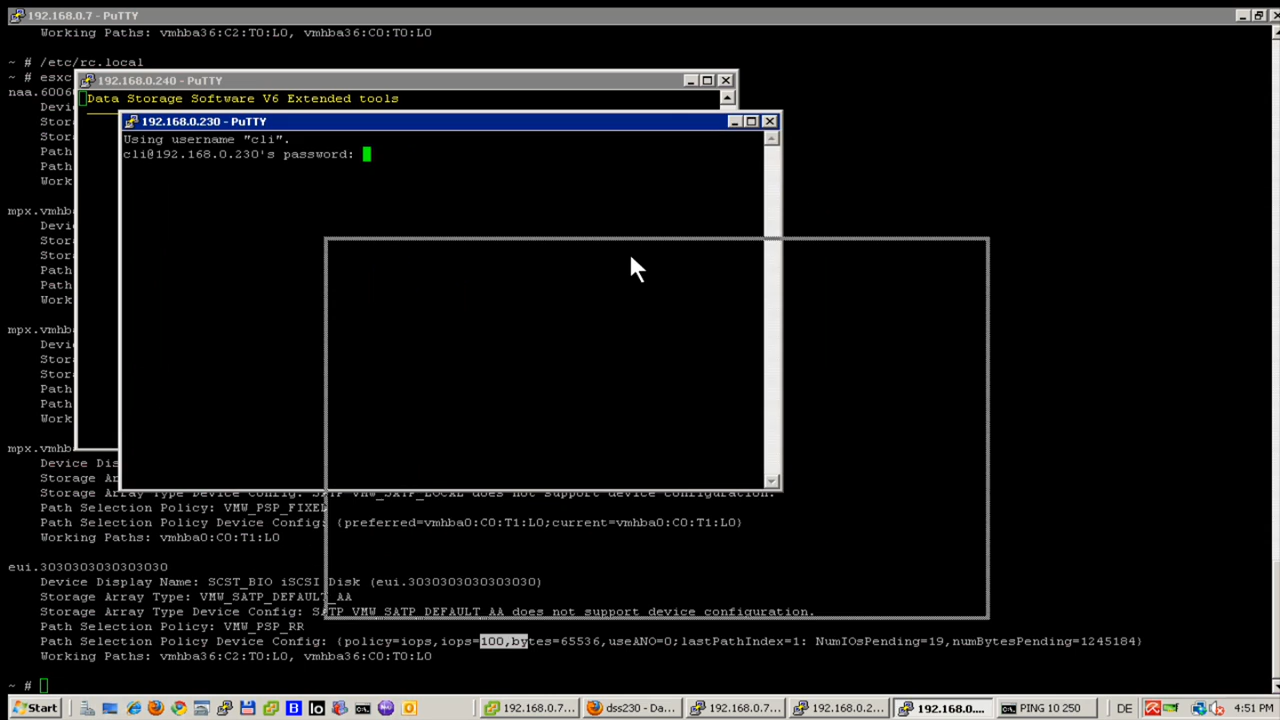 192.168.0.7 - PuTTY
Working Paths: vmhba36:C2:T0:L0, vmhba36:C0:T0:L0
~ # /etc/rc.local
~ # esxc
192.168.0.240 - PuTTY
naa.6006
Data Storage Software V6 Extended tools
Devi
192.168.0.230 - PuTTY
Stor
Using username "cli".
Stor
cli@192.168.0.230's password:
Path
Path
Work
mpx.vmhb
Devi
Stor
Stor
Path
Path
Work
mpx.vmhb
Devi
Stor
Stor
Path
Path
Work
mpx.vmhb
Device Dis
Storage Ar
Storage Array Type Device Config: SATP VMW_SATP_LOCAL does not support device configuration.
Path Selection Policy: VMW_PSP_FIXED
Path Selection Policy Device Config: {preferred=vmhba0:C0:T1:L0;current=vmhba0:C0:T1:L0}
Working Paths: vmhba0:C0:T1:L0
eui.3030303030303030
Device Display Name: SCST_BIO iSCSI Disk (eui.3030303030303030)
Storage Array Type: VMW_SATP_DEFAULT_AA
Storage Array Type Device Config: SATP VMW_SATP_DEFAULT_AA does not support device configuration.
Path Selection Policy: VMW_PSP_RR
Path Selection Policy Device Config: {policy=iops,iops=100,bytes=65536,useANO=0;lastPathIndex=1: NumIOsPending=19,numBytesPending=1245184}
Working Paths: vmhba36:C2:T0:L0, vmhba36:C0:T0:L0
~ #
Start
192.168.0.7...
dss230 - Da...
192.168.0.7...
192.168.0.2...
192.168.0....
PING 10 250
DE
4:51 PM